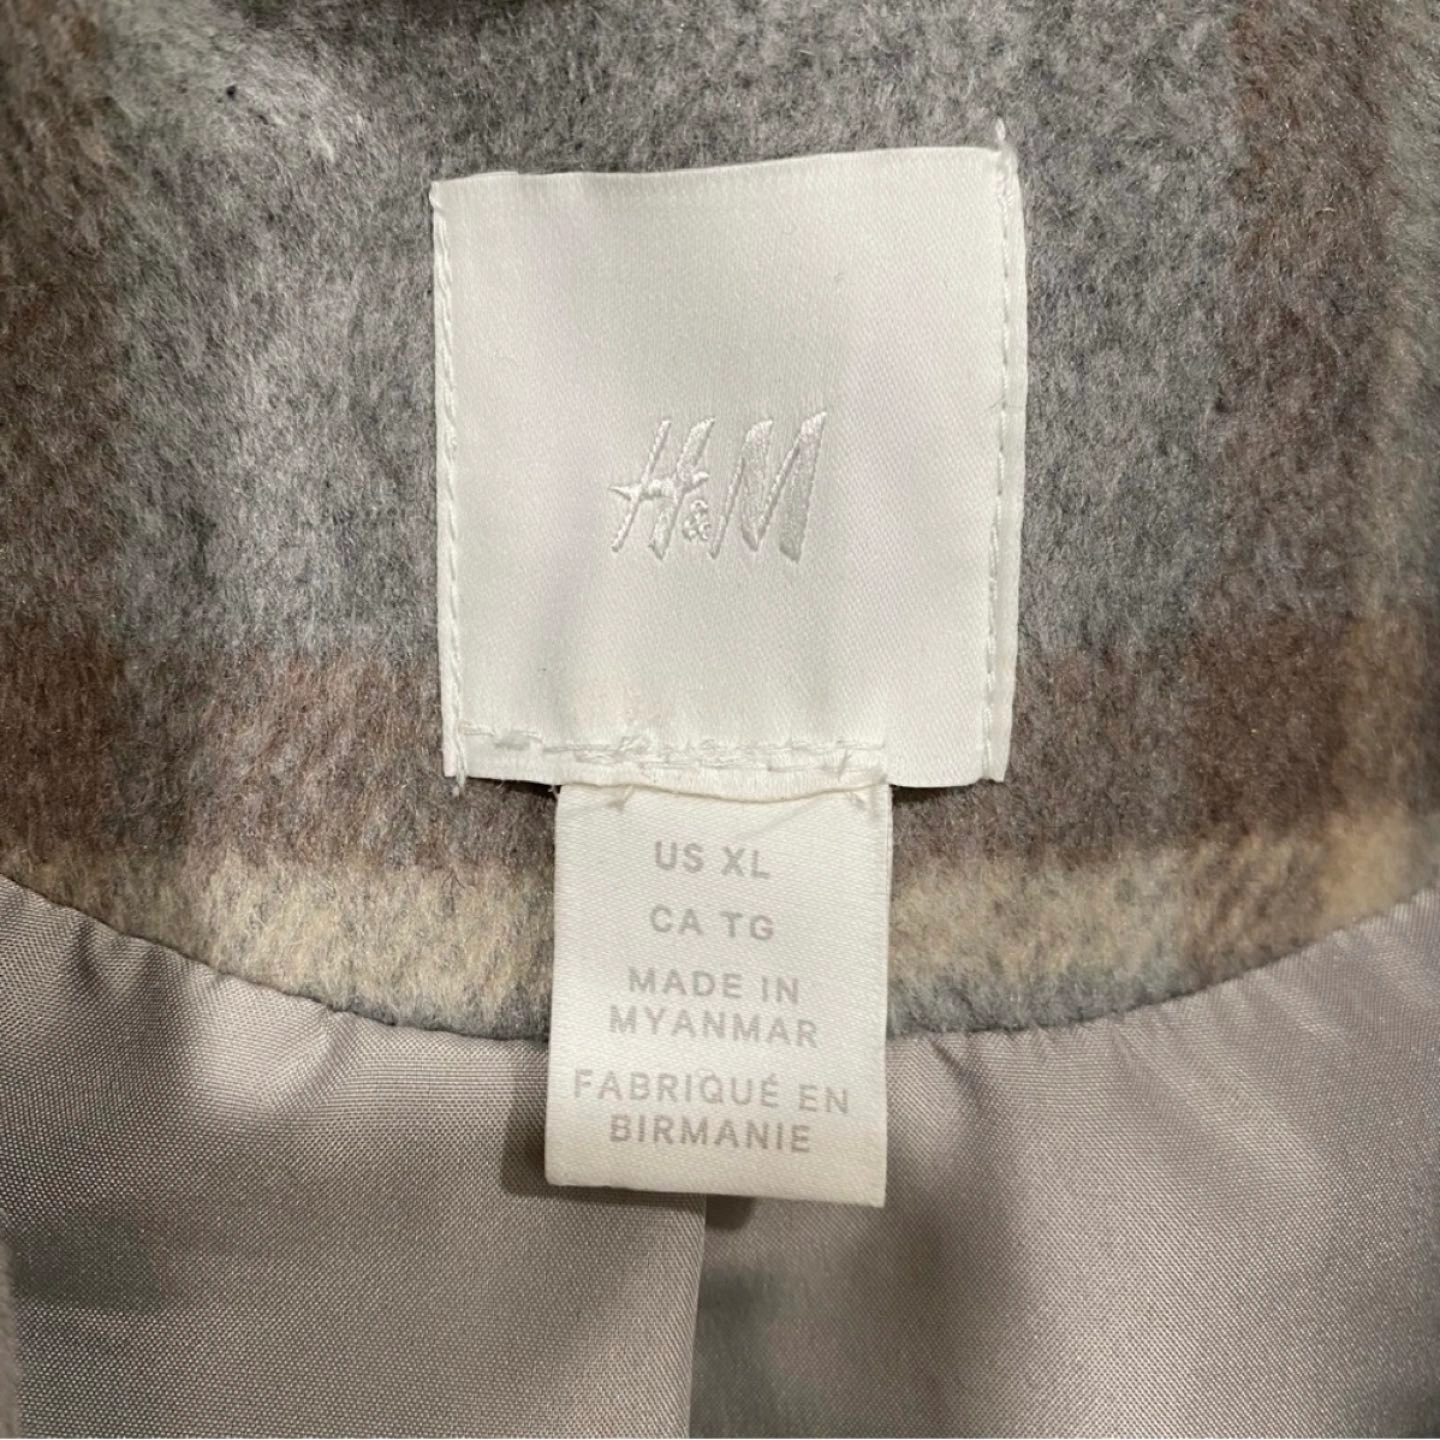 H&M
US XL
CA TG
MADE IN
MYANMAR
FABRIQUÉ EN
BIRMANIE